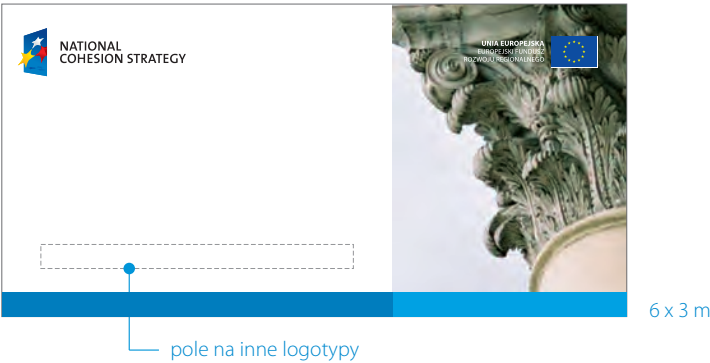 NATIONAL
COHESION STRATEGY
UNIA EUROPEJSKA
EUROPEJSKI FUNDUSZ
ROZWOJU REGIONALNEGO
6 x 3 m
pole na inne logotypy